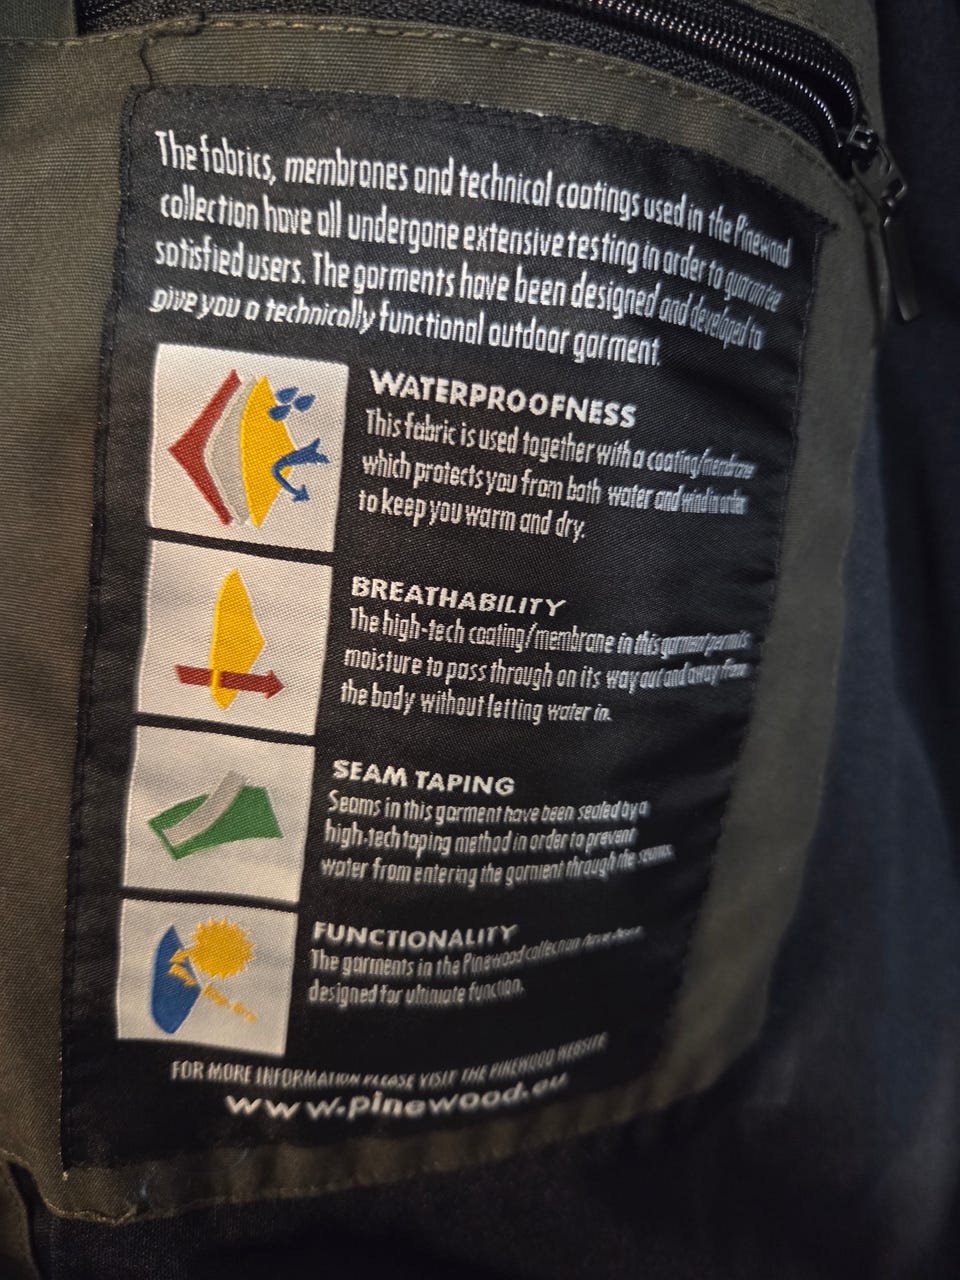 The fabrics, membranes and technical coatings used in the Pinewood
collection have all undergone extensive testing in order to guarantee
satisfied users. The garments have been designed and developed to
give you a technically functional outdoor garment.
WATERPROOFNESS
This fabric is used together with a coating/membrane
which protects you from both water and wind in order
to keep you warm and dry.
BREATHABILITY
The high-tech coating/membrane in this garment permits
moisture to pass through on its way out and away from
the body without letting water in.
SEAM TAPING
Seams in this garment have been sealed by a
high-tech taping method in order to prevent
water from entering the garment through the seams.
FUNCTIONALITY
The garments in the Pinewood collection have been
designed for ultimate function.
FOR MORE INFORMATION PLEASE VISIT THE PINEWOOD WEBSITE
www.pinewood.eu